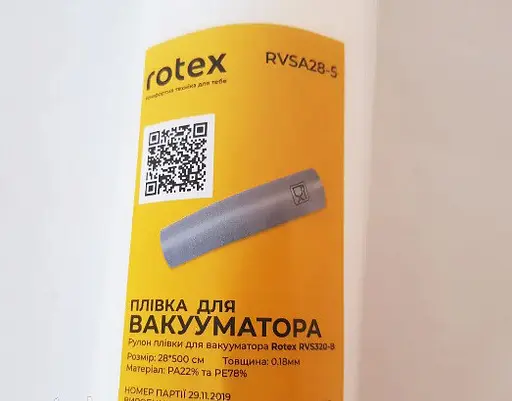 rotex
комфортна техніка для тебе
RVSA28-5
ПЛІВКА ДЛЯ
ВАКУУМАТОРА
Рулон плівки для вакууматора Rotex RVS320-B
Розмір: 28*500 см Товщина: 0.18мм
Матеріал: PA22% та PE78%
НОМЕР ПАРТІЇ 29.11.2019